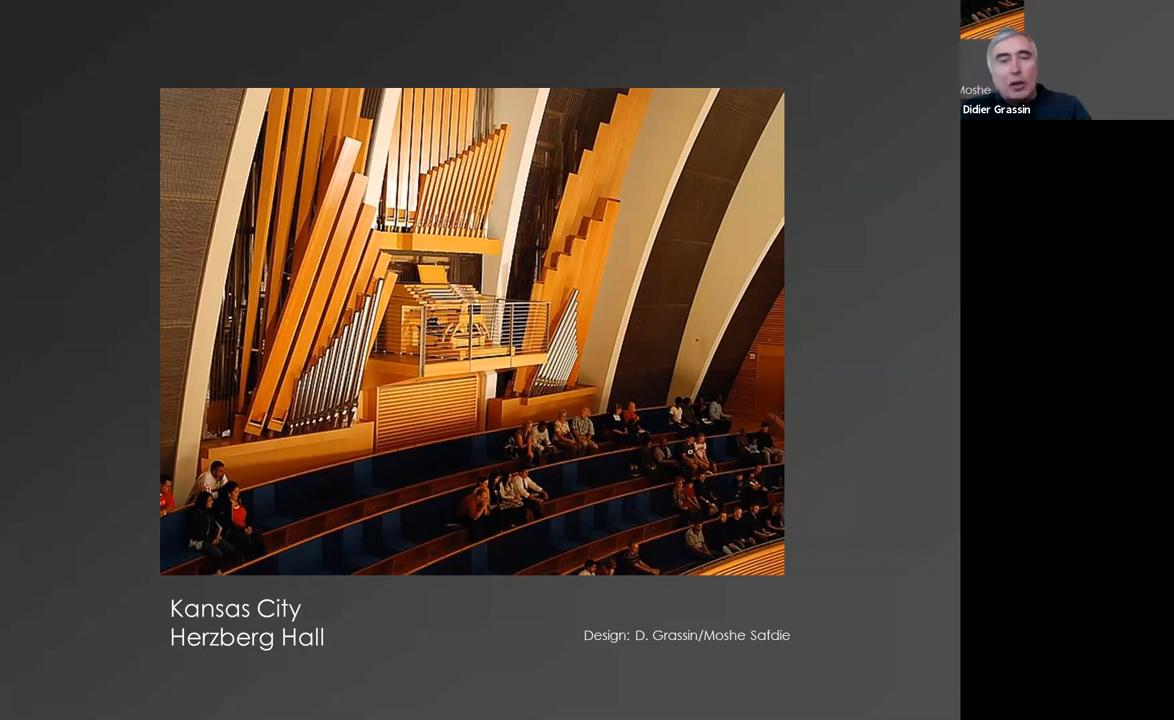 Kansas City
Herzberg Hall
Design: D. Grassin/Moshe Safdie
Moshe
Didier Grassin